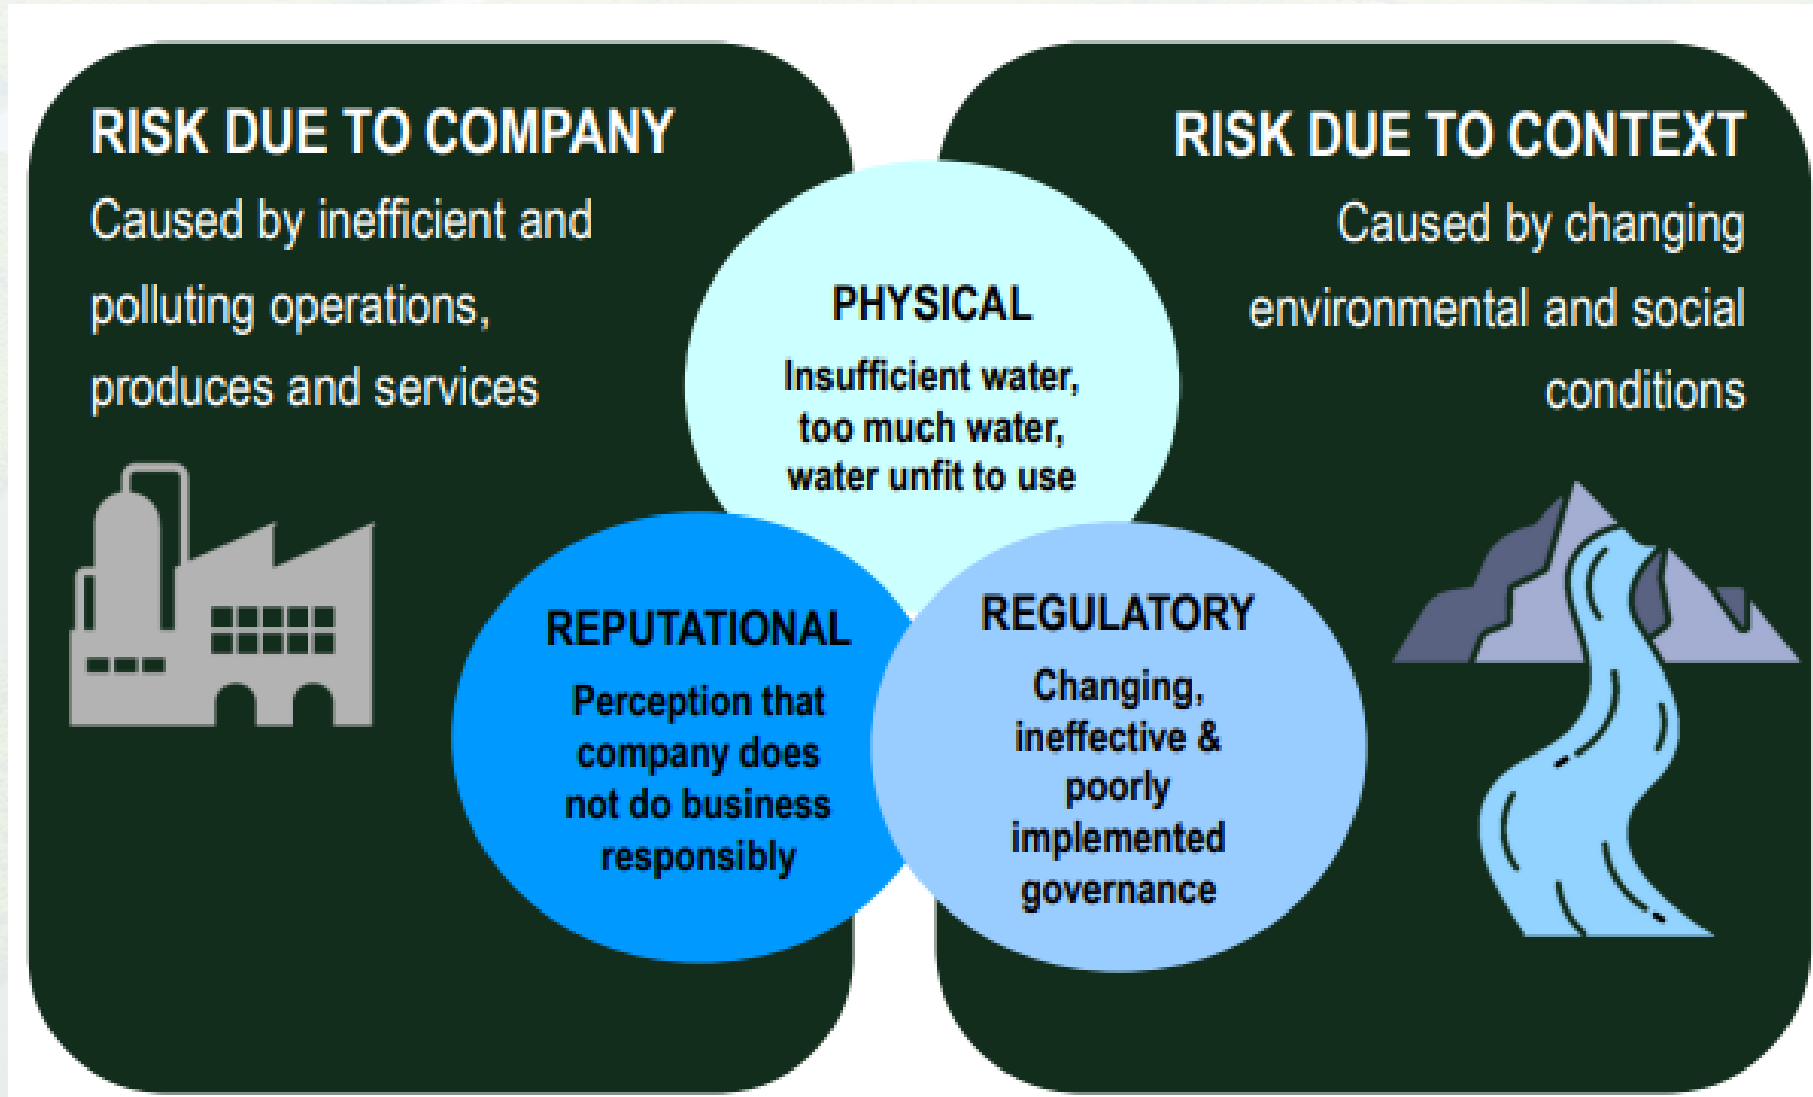 RISK DUE TO COMPANY
Caused by inefficient and
polluting operations,
produces and services
RISK DUE TO CONTEXT
Caused by changing
environmental and social
conditions
PHYSICAL
Insufficient water,
too much water,
water unfit to use
REPUTATIONAL
Perception that
company does
not do business
responsibly
REGULATORY
Changing,
ineffective &
poorly
implemented
governance